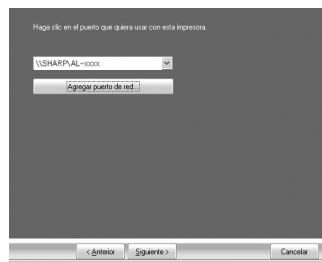 Haga clic en el puerto que quiera usar con esta impresora.
\\SHARP\AL-xxxx
Agregar puerto de red...
< Anterior
Siguiente >
Cancelar